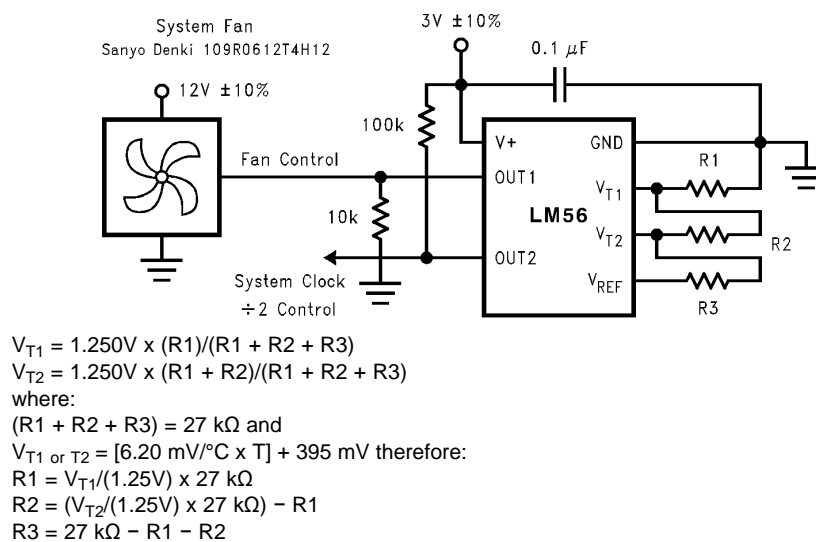 System Fan
Sanyo Denki 109R0612T4H12
12V ±10%
3V ±10%
0.1 μF
100k
Fan Control
10k
System Clock
÷2 Control
V+
OUT1
OUT2
LM56
GND
V_T1
V_T2
V_REF
R1
R2
R3
V_T1 = 1.250V x (R1)/(R1 + R2 + R3)
V_T2 = 1.250V x (R1 + R2)/(R1 + R2 + R3)
where:
(R1 + R2 + R3) = 27 kΩ and
V_T1 or T2 = [6.20 mV/°C x T] + 395 mV therefore:
R1 = V_T1/(1.25V) x 27 kΩ
R2 = (V_T2/(1.25V) x 27 kΩ) − R1
R3 = 27 kΩ − R1 − R2